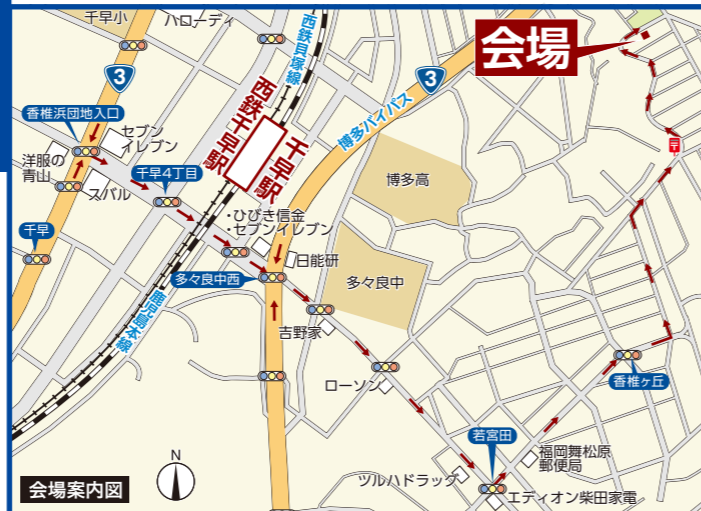 千早小
ハローディ
西鉄貝塚線
3
香椎浜団地入口
セブン
イレブン
洋服の
青山
スバル
千早4丁目
千早
西鉄千早駅
千早駅
博多バイパス
3
会場
〒
博多高
・ひびき信金
・セブンイレブン
日能研
多々良中西
多々良中
鹿児島本線
吉野家
ローソン
香椎ヶ丘
若宮田
福岡舞松原
郵便局
ツルハドラッグ
エディオン柴田家電
N
会場案内図